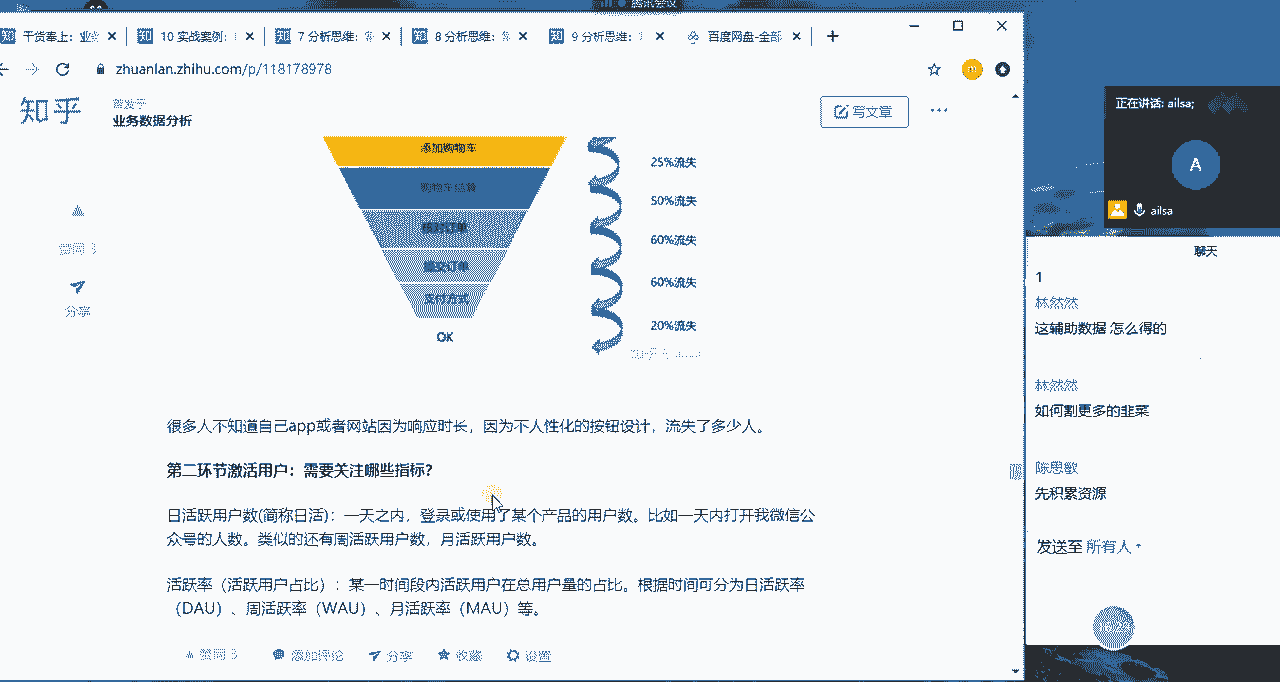 腾讯会议
干货奉上：业
10 实战案例：
7 分析思维：
8 分析思维：
9 分析思维：
百度网盘-全部
zhuanlan.zhihu.com/p/118178978
知乎
业务数据分析
写文章
添加购物车
购物车结算
核对订单
提交订单
支付方式
OK
25%流失
50%流失
60%流失
60%流失
20%流失
赞同 3
分享
很多人不知道自己app或者网站因为响应时长，因为不人性化的按钮设计，流失了多少人。
第二环节激活用户：需要关注哪些指标？
日活跃用户数(简称日活)：一天之内，登录或使用了某个产品的用户数。比如一天内打开我微信公
众号的人数。类似的还有周活跃用户数，月活跃用户数。
活跃率（活跃用户占比）：某一时间段内活跃用户在总用户量的占比。根据时间可分为日活跃率
（DAU）、周活跃率（WAU）、月活跃率（MAU）等。
赞同 3
添加评论
分享
收藏
设置
正在讲话: ailsa;
A
ailsa
聊天
1
林然然
这辅助数据 怎么得的
林然然
如何割更多的韭菜
陈思敏
先积累资源
发送至 所有人